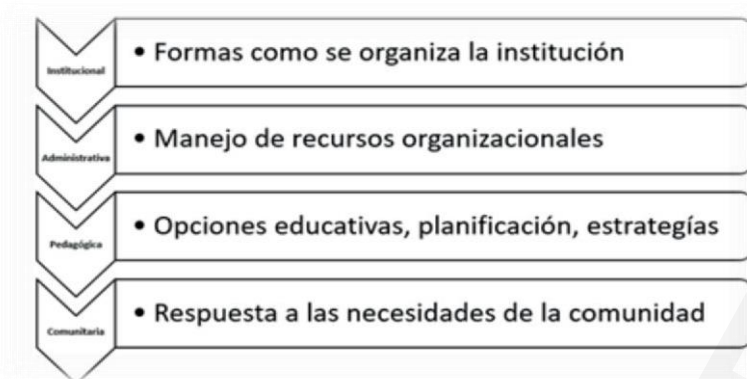 Institucional
• Formas como se organiza la institución
Administrativa
• Manejo de recursos organizacionales
Pedagógica
• Opciones educativas, planificación, estrategías
Comunitaria
• Respuesta a las necesidades de la comunidad